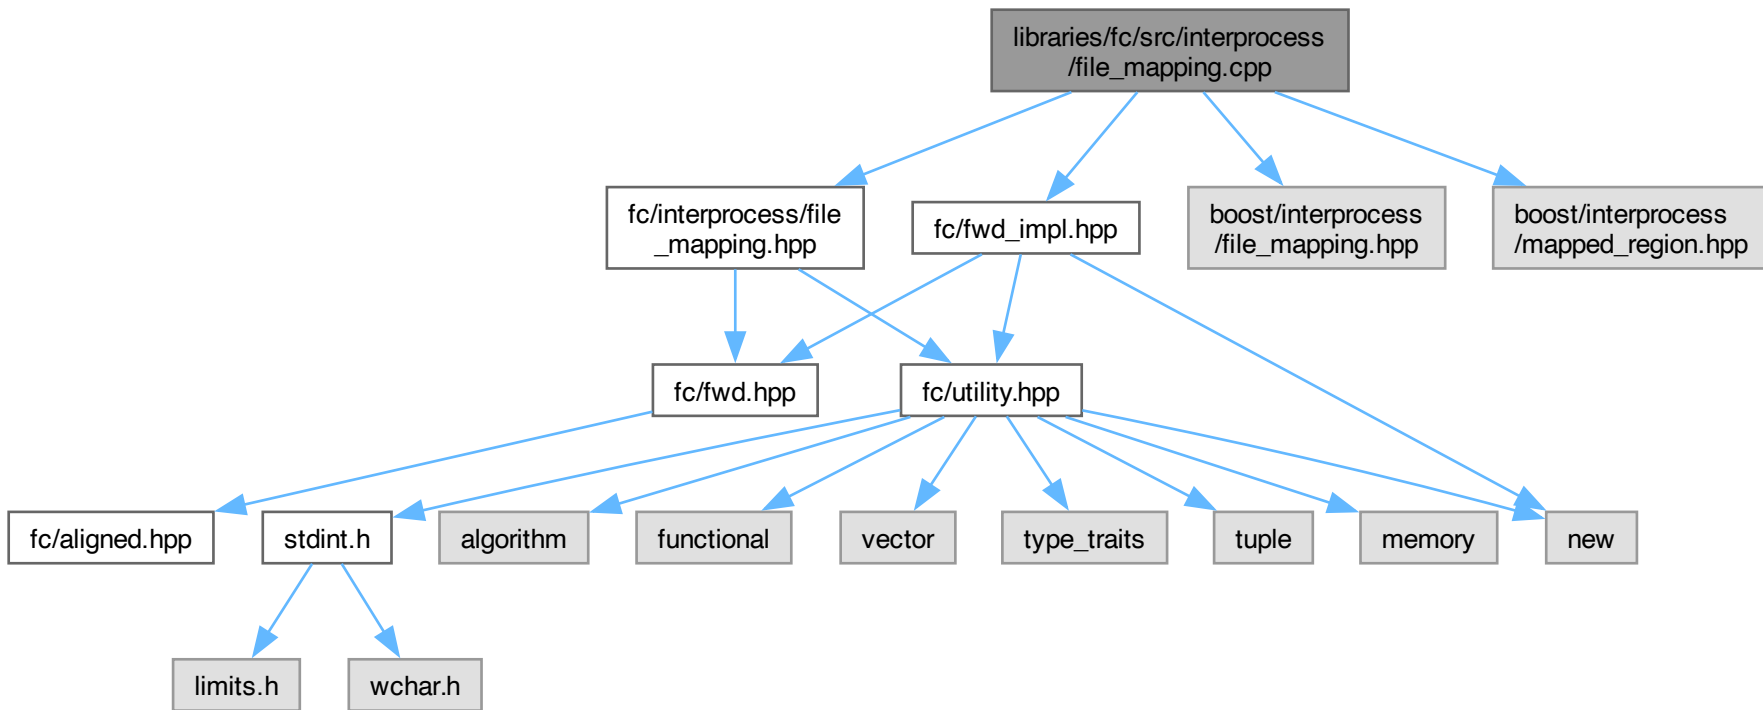 libraries/fc/src/interprocess
/file_mapping.cpp
fc/interprocess/file
_mapping.hpp
fc/fwd_impl.hpp
boost/interprocess
/file_mapping.hpp
boost/interprocess
/mapped_region.hpp
fc/fwd.hpp
fc/utility.hpp
fc/aligned.hpp
stdint.h
algorithm
functional
vector
type_traits
tuple
memory
new
limits.h
wchar.h